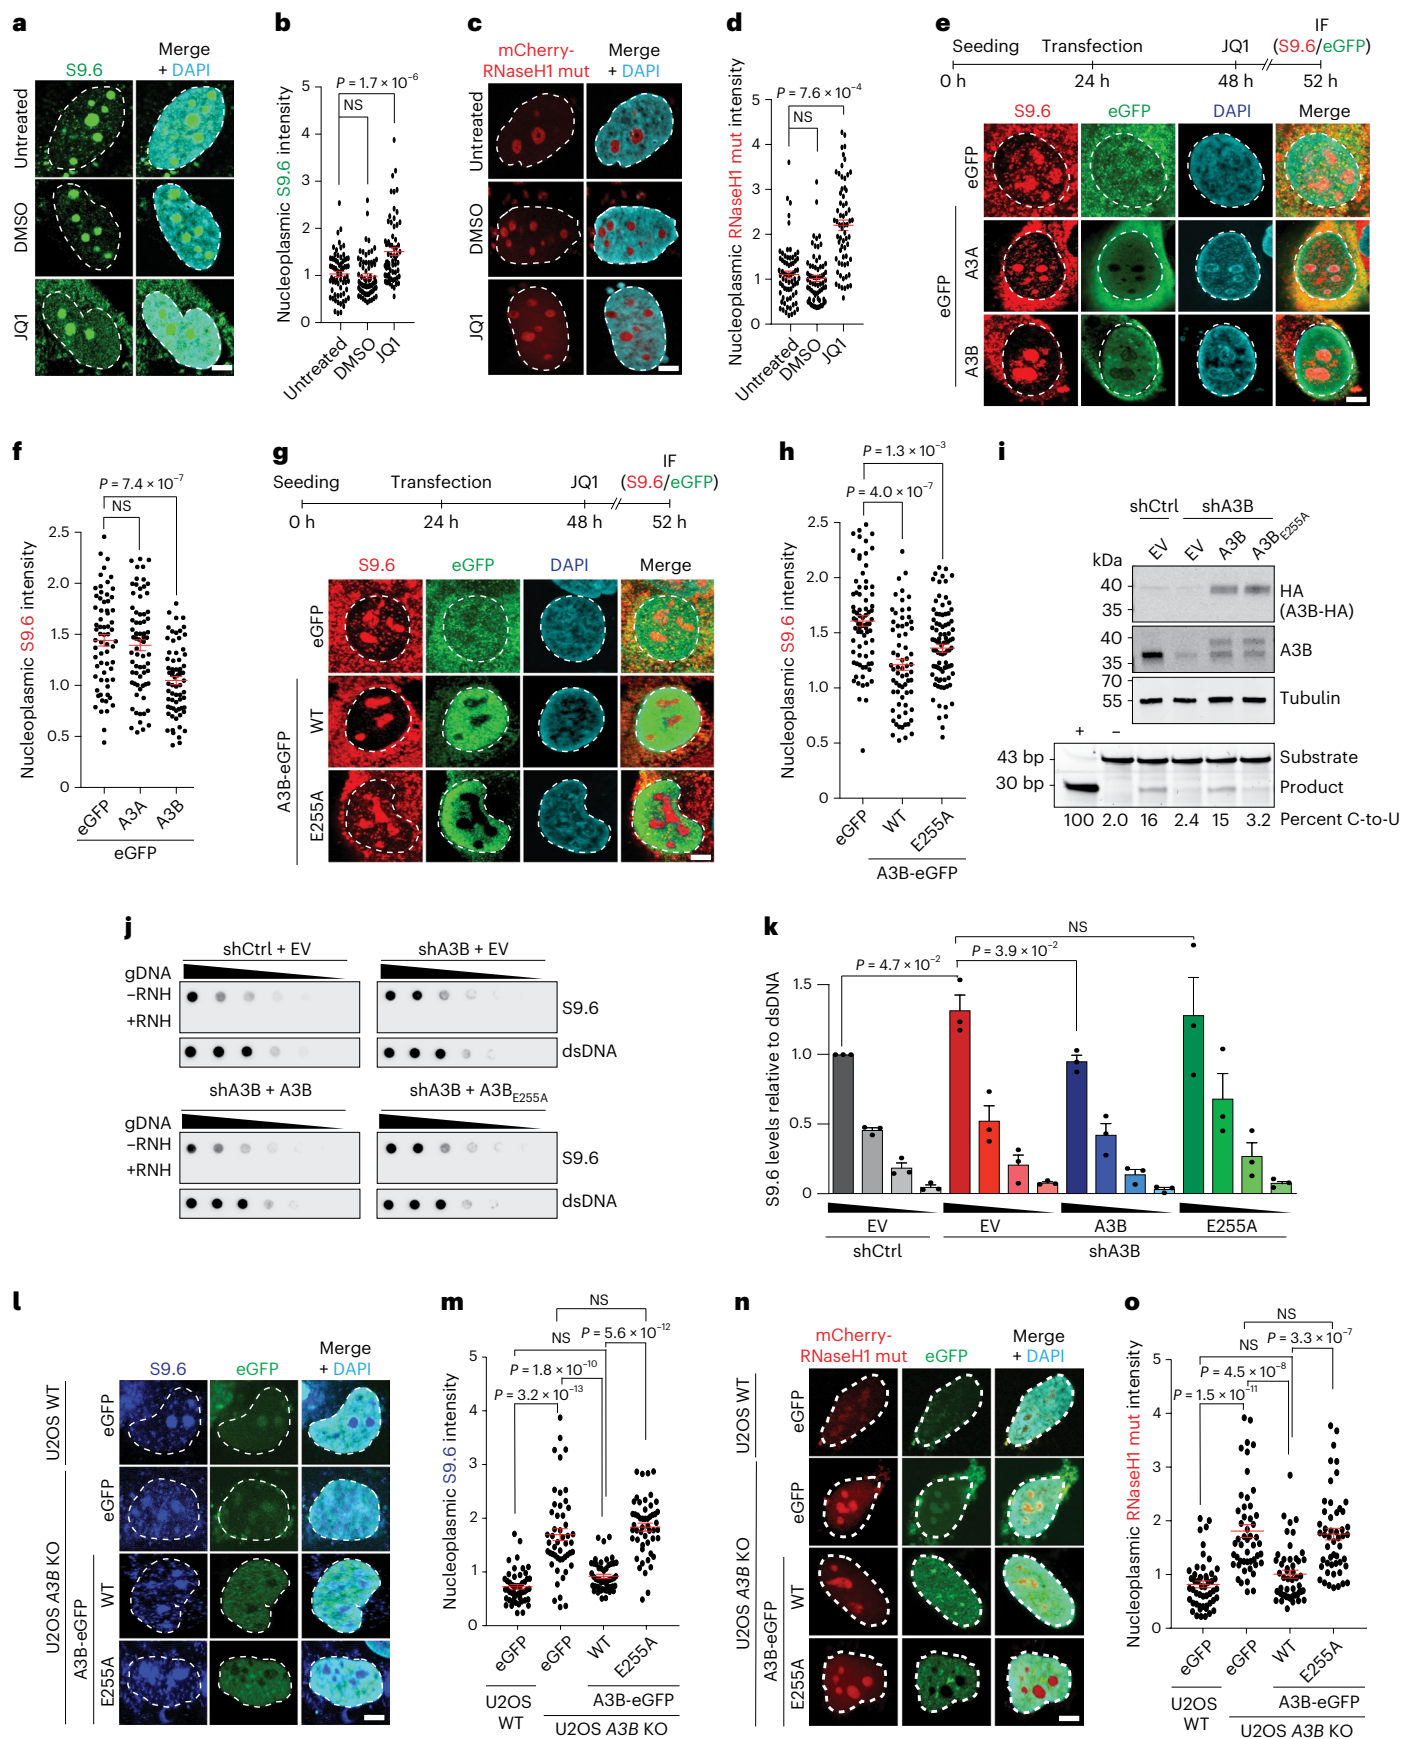 a
S9.6
Merge
+ DAPI
Untreated
DMSO
JQ1
b
Nucleoplasmic S9.6 intensity
P = 1.7 × 10⁻⁶
NS
5
4
3
2
1
0
Untreated
DMSO
JQ1
c
mCherry-
RNaseH1 mut
Merge
+ DAPI
Untreated
DMSO
JQ1
d
Nucleoplasmic RNaseH1 mut intensity
P = 7.6 × 10⁻⁴
NS
5
4
3
2
1
0
Untreated
DMSO
JQ1
e
Seeding
Transfection
JQ1
IF
(S9.6/eGFP)
0 h
24 h
48 h
52 h
S9.6
eGFP
DAPI
Merge
eGFP
A3A
A3B
eGFP
f
Nucleoplasmic S9.6 intensity
P = 7.4 × 10⁻⁷
NS
2.5
2.0
1.5
1.0
0.5
0
eGFP
A3A
A3B
eGFP
g
Seeding
Transfection
JQ1
IF
(S9.6/eGFP)
0 h
24 h
48 h
52 h
S9.6
eGFP
DAPI
Merge
eGFP
WT
E255A
A3B-eGFP
h
Nucleoplasmic S9.6 intensity
P = 1.3 × 10⁻³
P = 4.0 × 10⁻⁷
2.5
2.0
1.5
1.0
0.5
0
eGFP
WT
E255A
A3B-eGFP
i
shCtrl
shA3B
EV
EV
A3B
A3B_E255A
kDa
40
35
HA
(A3B-HA)
40
35
A3B
70
55
Tubulin
+
–
43 bp
Substrate
30 bp
Product
100 2.0 16 2.4 15 3.2 Percent C-to-U
j
shCtrl + EV
shA3B + EV
gDNA
–RNH
+RNH
S9.6
dsDNA
shA3B + A3B
shA3B + A3B_E255A
gDNA
–RNH
+RNH
S9.6
dsDNA
k
S9.6 levels relative to dsDNA
NS
P = 3.9 × 10⁻²
P = 4.7 × 10⁻²
1.5
1.0
0.5
0
EV
EV
A3B
E255A
shCtrl
shA3B
l
S9.6
eGFP
Merge
+ DAPI
U2OS WT
eGFP
U2OS A3B KO
eGFP
A3B-eGFP
WT
E255A
m
Nucleoplasmic S9.6 intensity
NS
NS
P = 5.6 × 10⁻¹²
P = 1.8 × 10⁻¹⁰
P = 3.2 × 10⁻¹³
5
4
3
2
1
0
eGFP
eGFP
WT
E255A
U2OS
WT
A3B-eGFP
U2OS A3B KO
n
mCherry-
RNaseH1 mut
eGFP
Merge
+ DAPI
U2OS WT
eGFP
U2OS A3B KO
eGFP
A3B-eGFP
WT
E255A
o
Nucleoplasmic RNaseH1 mut intensity
NS
NS
P = 3.3 × 10⁻⁷
P = 4.5 × 10⁻⁸
P = 1.5 × 10⁻¹¹
5
4
3
2
1
0
eGFP
eGFP
WT
E255A
U2OS
WT
A3B-eGFP
U2OS A3B KO